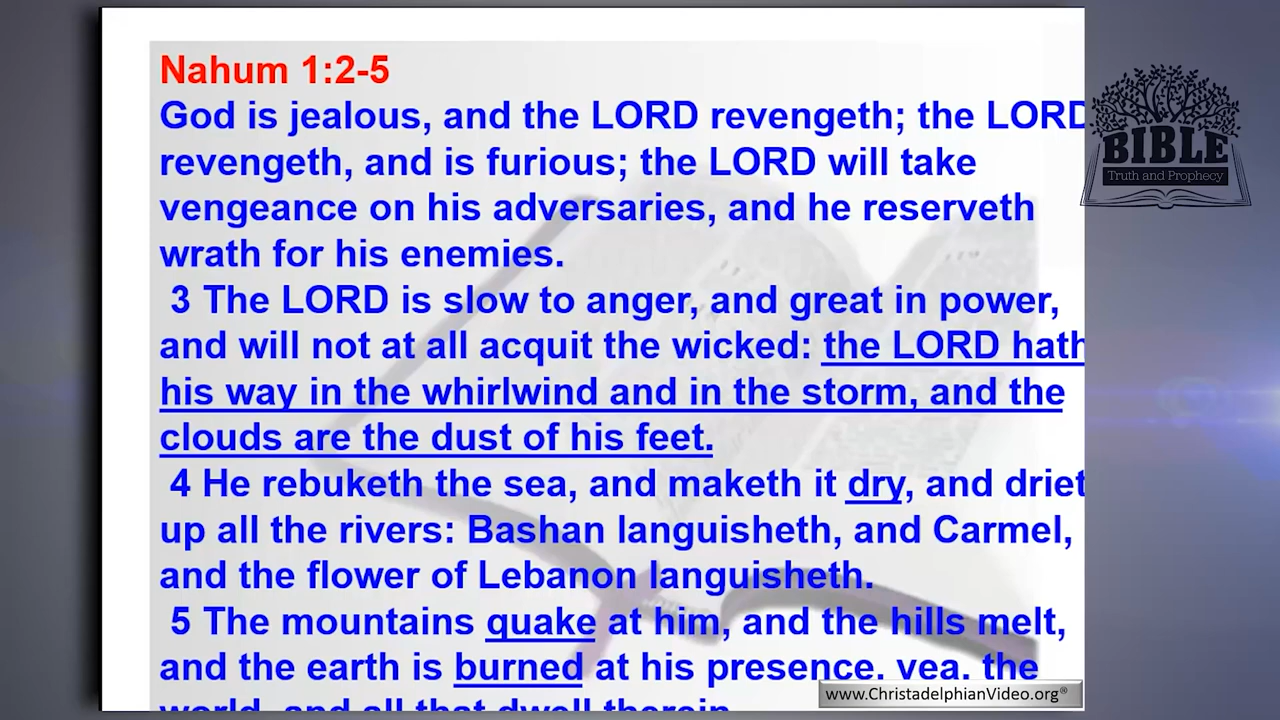 Nahum 1:2-5
God is jealous, and the LORD revengeth; the LORD
revengeth, and is furious; the LORD will take
vengeance on his adversaries, and he reserveth
wrath for his enemies.
3 The LORD is slow to anger, and great in power,
and will not at all acquit the wicked: the LORD hath
his way in the whirlwind and in the storm, and the
clouds are the dust of his feet.
4 He rebuketh the sea, and maketh it dry, and driet
up all the rivers: Bashan languisheth, and Carmel,
and the flower of Lebanon languisheth.
5 The mountains quake at him, and the hills melt,
and the earth is burned at his presence, yea, the
world, and all that dwell therein.
BIBLE
Truth and Prophecy
www.ChristadelphianVideo.org®